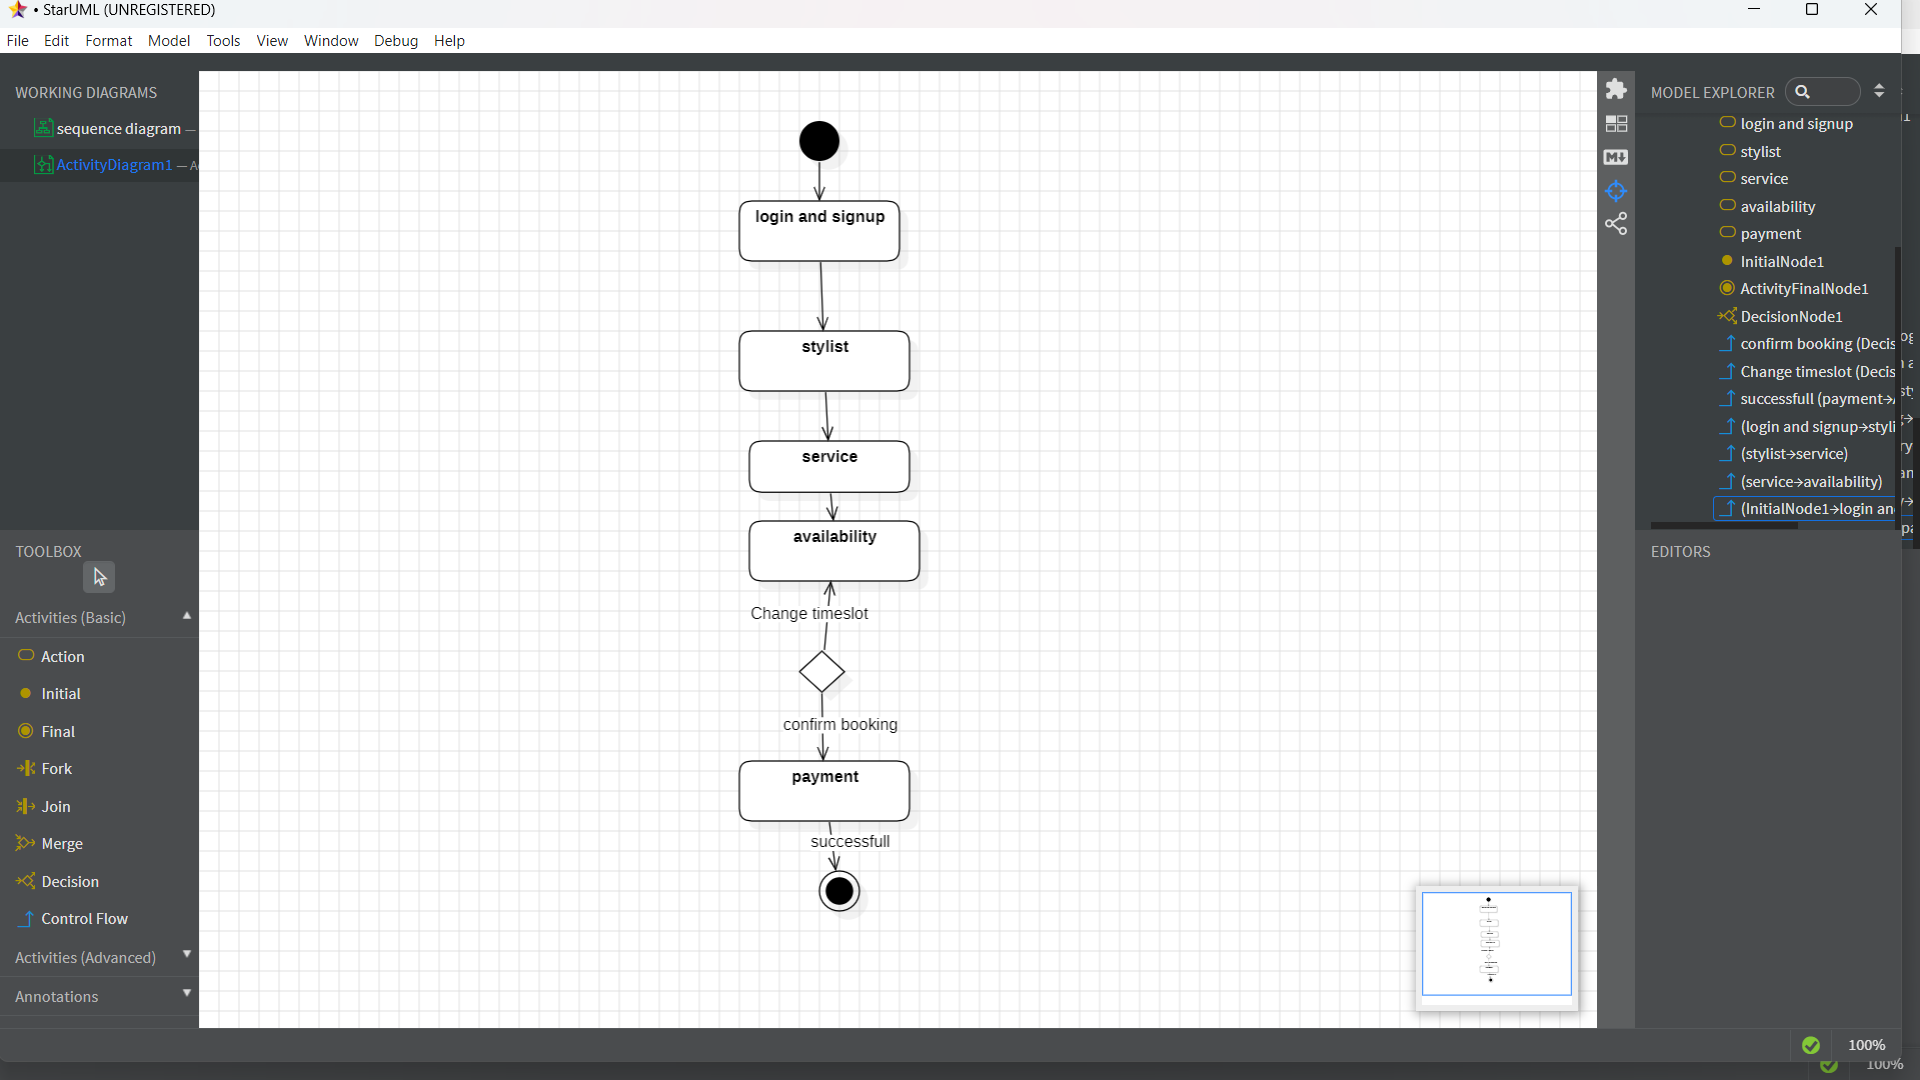 • StarUML (UNREGISTERED)
File Edit Format Model Tools View Window Debug Help
WORKING DIAGRAMS
sequence diagram —
ActivityDiagram1 — A
TOOLBOX
Activities (Basic)
Action
Initial
Final
Fork
Join
Merge
Decision
Control Flow
Activities (Advanced)
Annotations
login and signup
stylist
service
availability
Change timeslot
confirm booking
payment
successfull
MODEL EXPLORER
login and signup
stylist
service
availability
payment
InitialNode1
ActivityFinalNode1
DecisionNode1
confirm booking (Decis
Change timeslot (Decis
successfull (payment→
(login and signup→styli
(stylist→service)
(service→availability)
(InitialNode1→login an
EDITORS
100%
100%